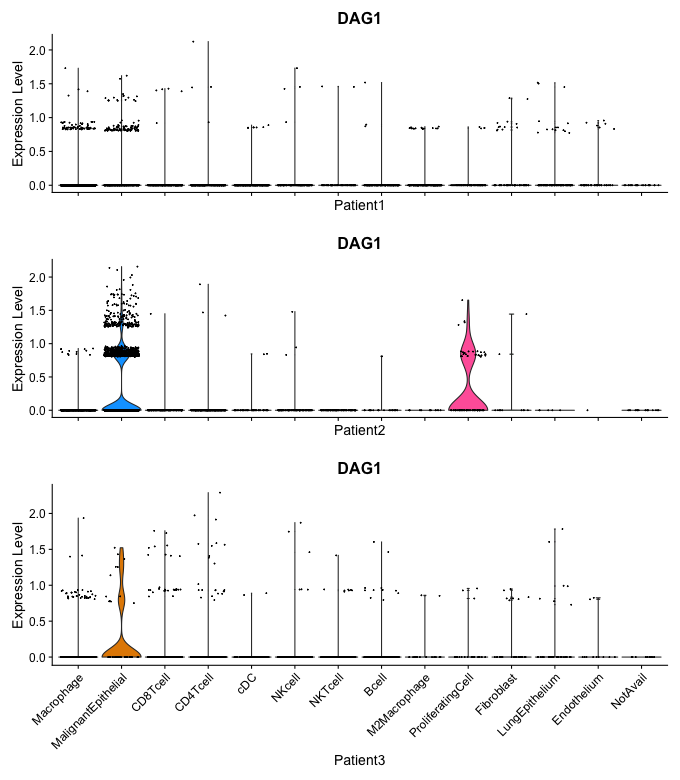 DAG1
Expression Level
2.0
1.5
1.0
0.5
0.0
Patient1
DAG1
Expression Level
2.0
1.5
1.0
0.5
0.0
Patient2
DAG1
Expression Level
2.0
1.5
1.0
0.5
0.0
Macrophage
MalignantEpithelial
CD8Tcell
CD4Tcell
cDC
NKcell
NKTcell
Bcell
M2Macrophage
ProliferatingCell
Fibroblast
LungEpithelium
Endothelium
NotAvail
Patient3